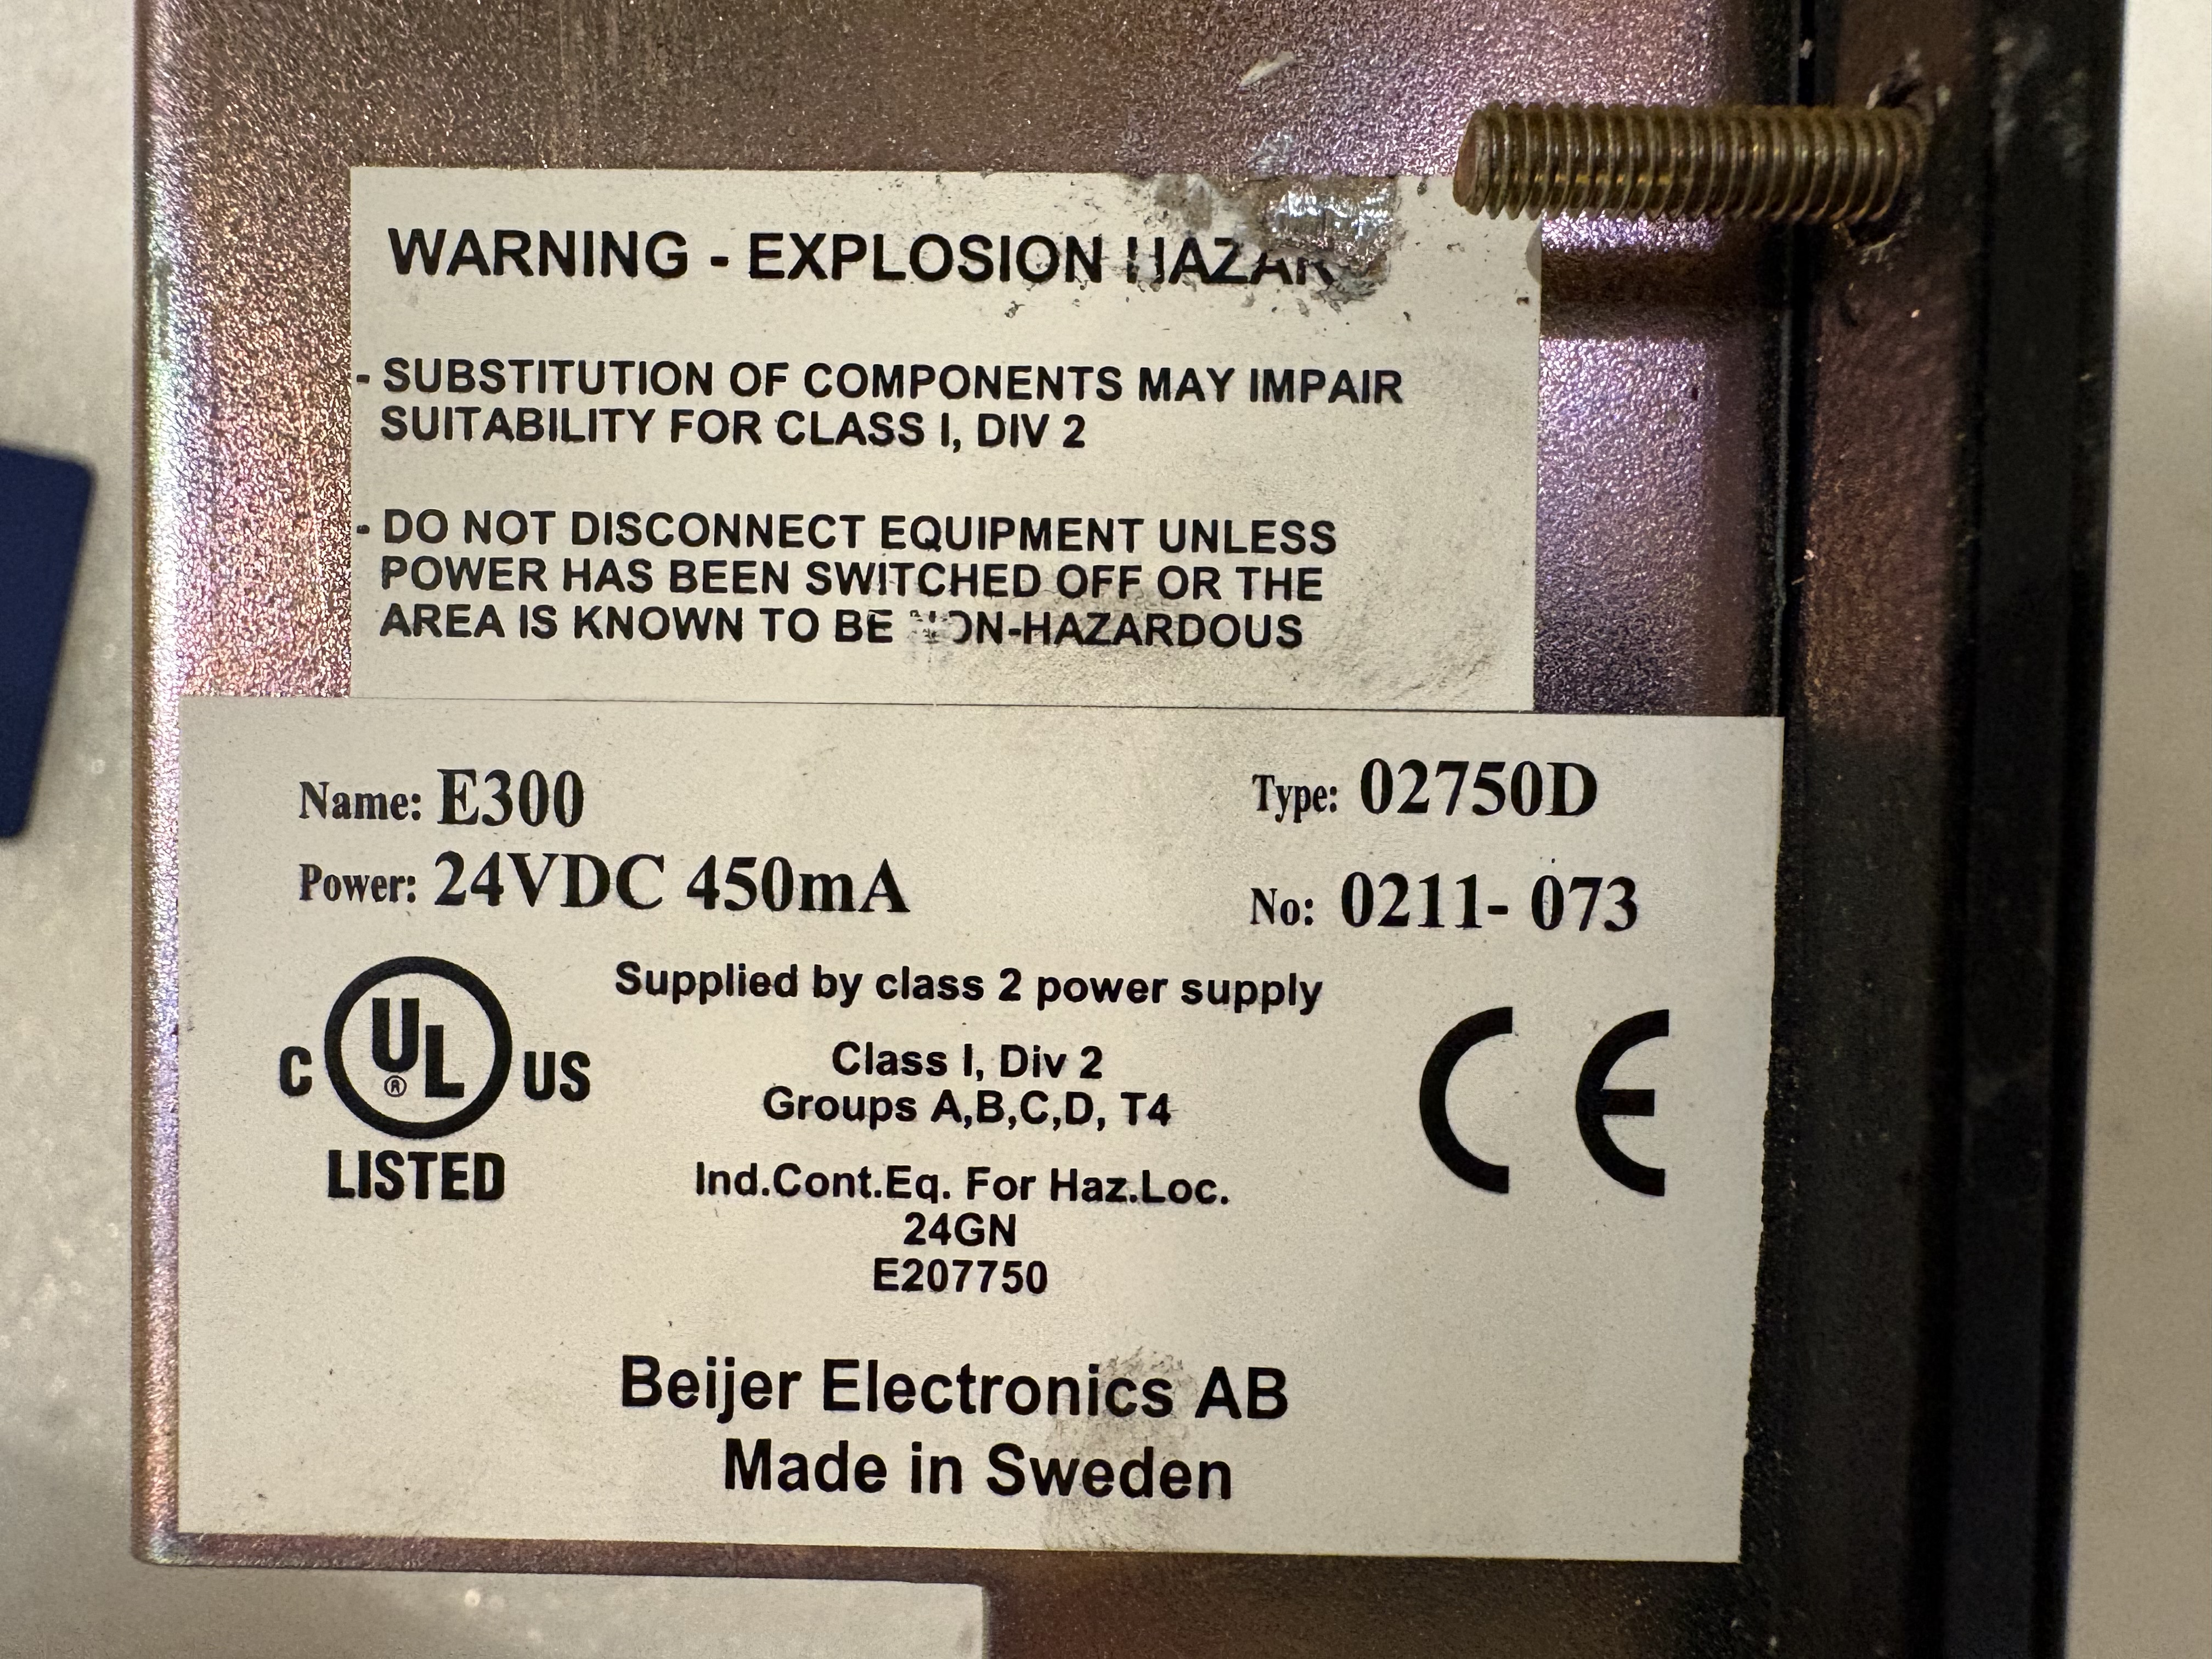 WARNING - EXPLOSION HAZAR
- SUBSTITUTION OF COMPONENTS MAY IMPAIR
SUITABILITY FOR CLASS I, DIV 2
- DO NOT DISCONNECT EQUIPMENT UNLESS
POWER HAS BEEN SWITCHED OFF OR THE
AREA IS KNOWN TO BE NON-HAZARDOUS
Name: E300
Type: 02750D
Power: 24VDC 450mA
No: 0211- 073
Supplied by class 2 power supply
C UL ® US
LISTED
Class I, Div 2
Groups A,B,C,D, T4
CE
Ind.Cont.Eq. For Haz.Loc.
24GN
E207750
Beijer Electronics AB
Made in Sweden